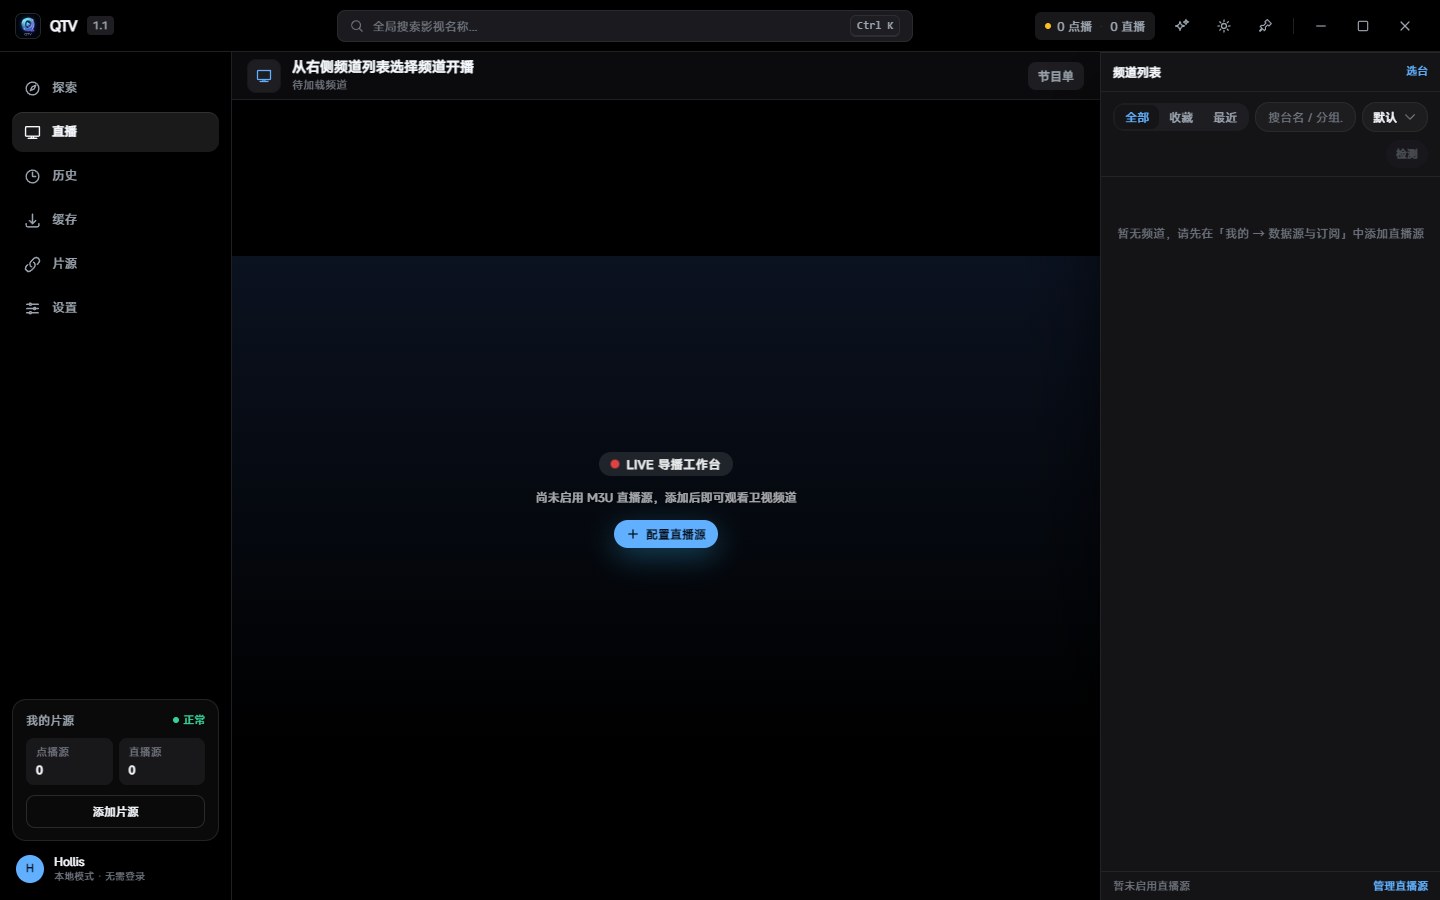 QTV 1.1
全局搜索影视名称... Ctrl K
0 点播 · 0 直播
探索
直播
历史
缓存
片源
设置
我的片源 正常
点播源 直播源
0 0
添加片源
H Hollis
本地模式 · 无需登录
从右侧频道列表选择频道开播
待加载频道
节目单
LIVE 导播工作台
尚未启用 M3U 直播源，添加后即可观看卫视频道
配置直播源
频道列表 选台
全部 收藏 最近 搜台名 / 分组. 默认
检测
暂无频道，请先在「我的 → 数据源与订阅」中添加直播源
暂未启用直播源 管理直播源